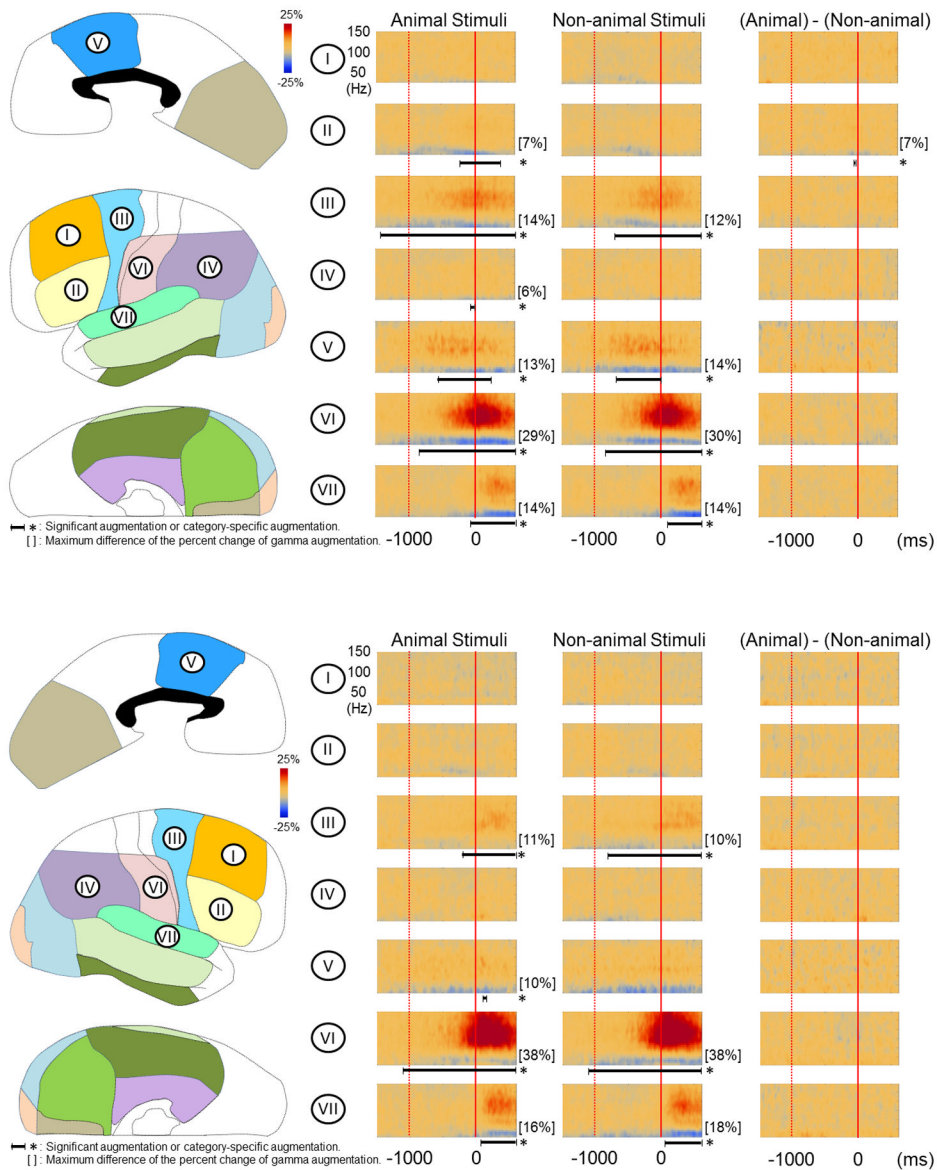 25%
-25%
Animal Stimuli
Non-animal Stimuli
(Animal) - (Non-animal)
V
I
150
100
50
(Hz)
II
[7%]
*
[7%]
*
III
[14%]
*
[12%]
*
I
III
II
VI
IV
VII
IV
[6%]
*
V
[13%]
*
[14%]
*
VI
[29%]
*
[30%]
*
VII
[14%]
*
[14%]
*
* : Significant augmentation or category-specific augmentation.
[ ] : Maximum difference of the percent change of gamma augmentation.
-1000 0 -1000 0 -1000 0 (ms)
Animal Stimuli
Non-animal Stimuli
(Animal) - (Non-animal)
V
I
150
100
50
(Hz)
II
25%
-25%
III
[11%]
*
[10%]
*
III
I
IV
VI
II
VII
IV
V
[10%]
*
VI
[38%]
*
[38%]
*
VII
[16%]
*
[18%]
*
* : Significant augmentation or category-specific augmentation.
[ ] : Maximum difference of the percent change of gamma augmentation.
-1000 0 -1000 0 -1000 0 (ms)